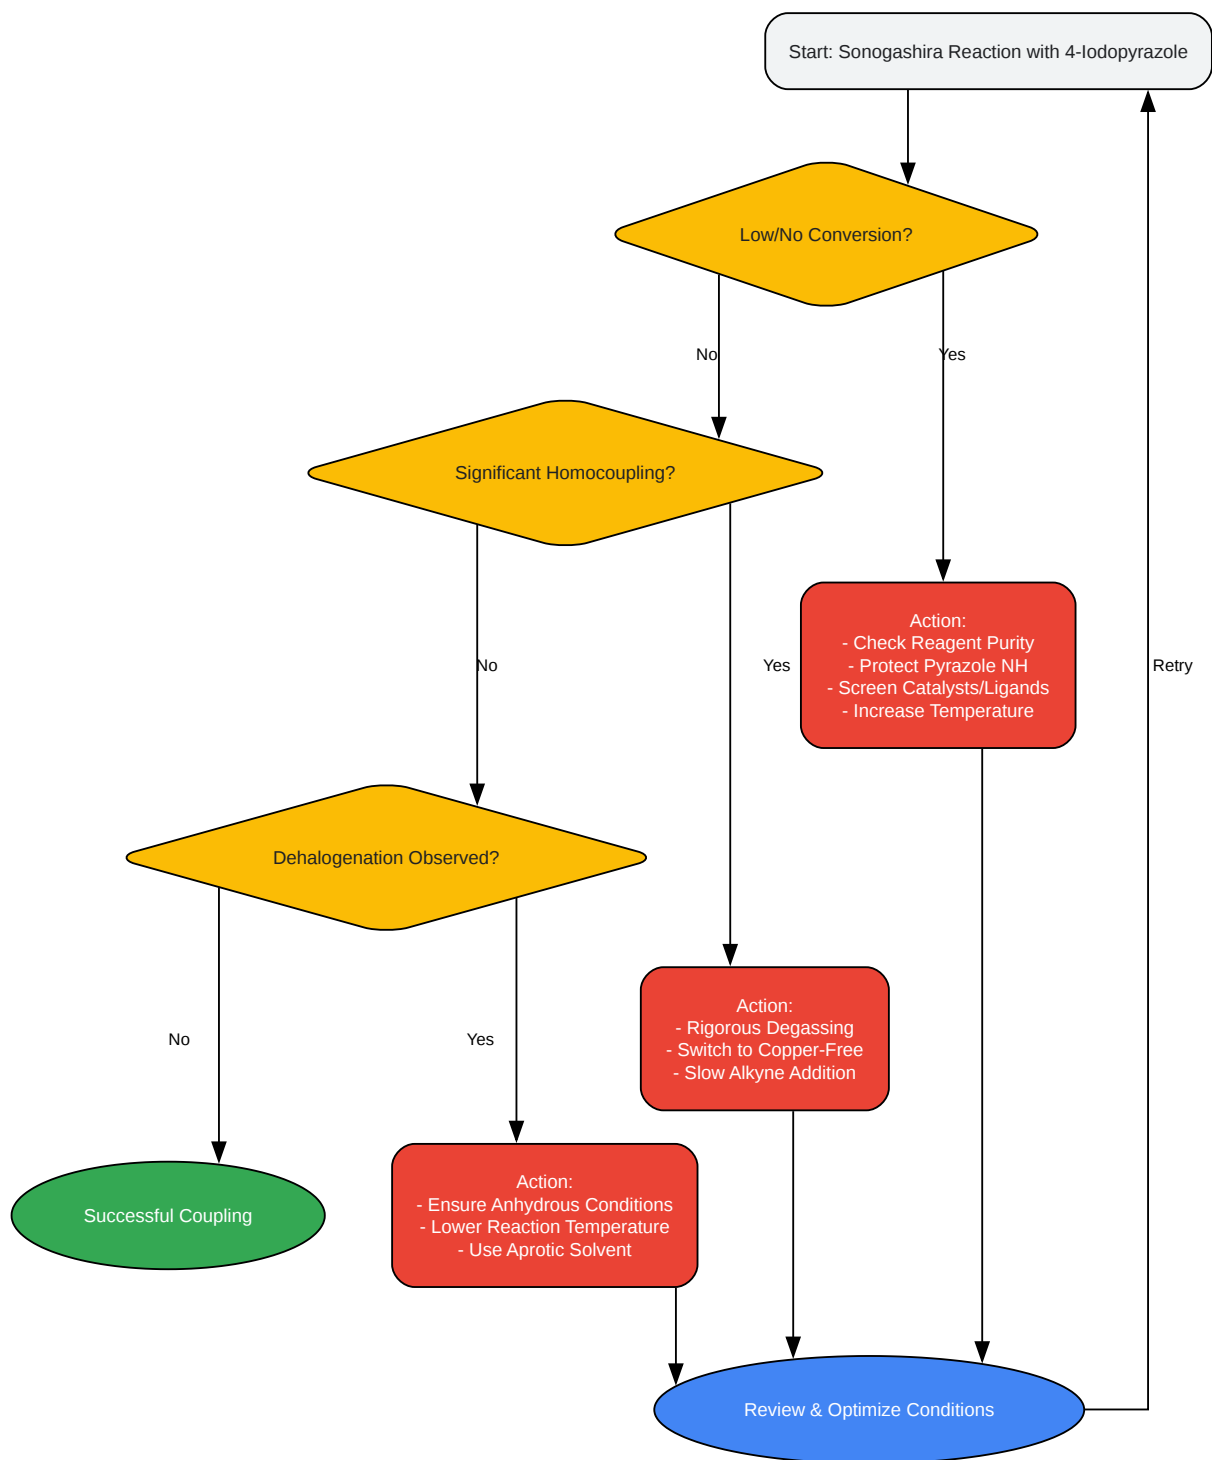 Start: Sonogashira Reaction with 4-Iodopyrazole
Low/No Conversion?
No
Yes
Significant Homocoupling?
Action:
- Check Reagent Purity
- Protect Pyrazole NH
- Screen Catalysts/Ligands
- Increase Temperature
No
Yes
Retry
Dehalogenation Observed?
Action:
- Rigorous Degassing
- Switch to Copper-Free
- Slow Alkyne Addition
No
Yes
Action:
- Ensure Anhydrous Conditions
- Lower Reaction Temperature
- Use Aprotic Solvent
Successful Coupling
Review & Optimize Conditions